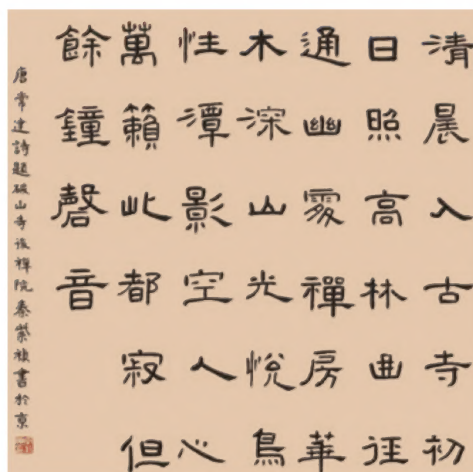 清晨入古寺初
日照高林曲徑
通幽處禪房華
木深山光悅鳥
性潭影空人心
萬籟此都寂但
餘鐘磬音
唐常建詩題破山寺後禪院 秦紫書於京